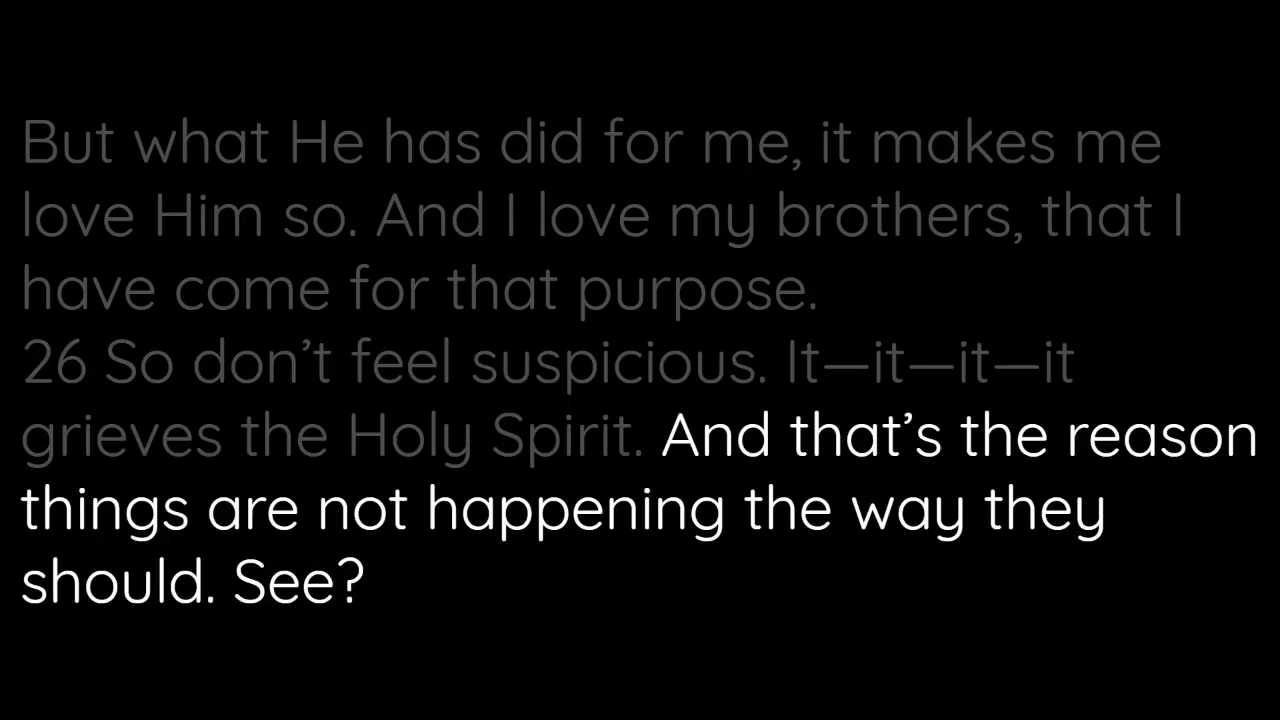 But what He has did for me, it makes me
love Him so. And I love my brothers, that I
have come for that purpose.
26 So don’t feel suspicious. It—it—it—it
grieves the Holy Spirit. And that’s the reason
things are not happening the way they
should. See?